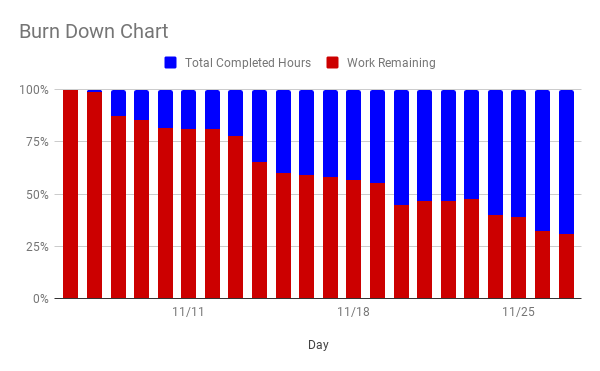 Burn Down Chart
Total Completed Hours Work Remaining
100%
75%
50%
25%
0%
11/11 11/18 11/25
Day